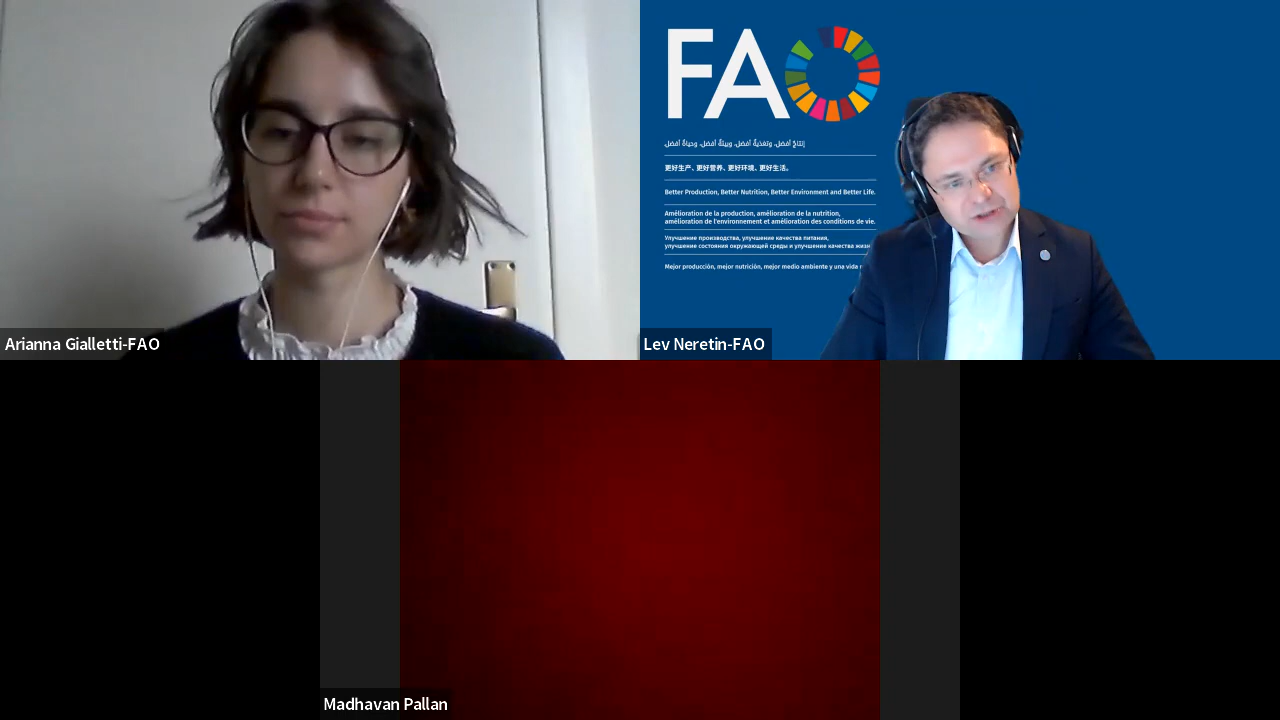 FAO
إنتاجٌ أفضل، وتغذيةٌ أفضل، وبيئةٌ أفضل، وحياةٌ أفضل.
更好生产、更好营养、更好环境、更好生活。
Better Production, Better Nutrition, Better Environment and Better Life.
Amélioration de la production, amélioration de la nutrition,
amélioration de l'environnement et amélioration des conditions de vie.
Улучшение производства, улучшение качества питания,
улучшение состояния окружающей среды и улучшение качества жизн
Mejor producción, mejor nutrición, mejor medio ambiente y una vida
Arianna Gialletti-FAO
Lev Neretin-FAO
Madhavan Pallan